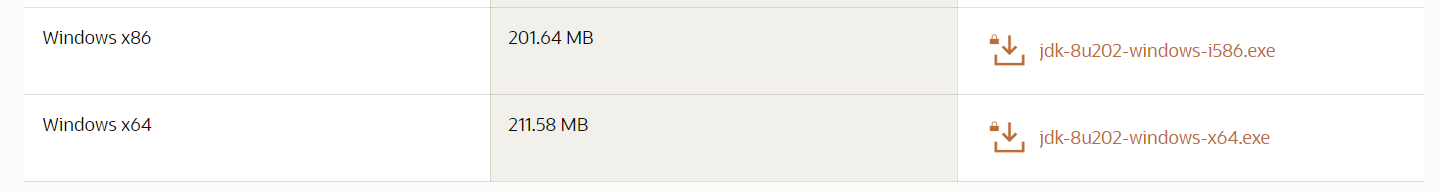 Windows x86
201.64 MB
jdk-8u202-windows-i586.exe
Windows x64
211.58 MB
jdk-8u202-windows-x64.exe